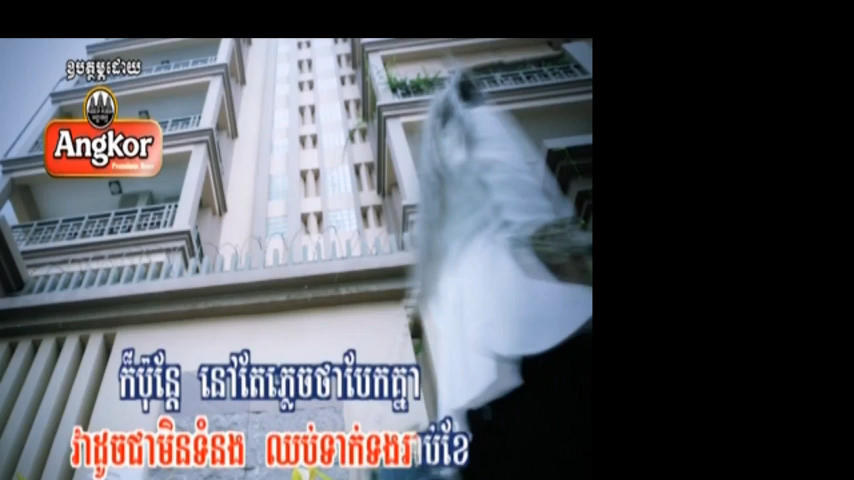 ឧបត្ថម្ភដោយ
Angkor
Premium Beer
ក៏ប៉ុន្តែ នៅតែភ្លេចថាបែកគ្នា
វាដូចជាមិនទំនង ឈប់ទាក់ទងរាប់ខែ